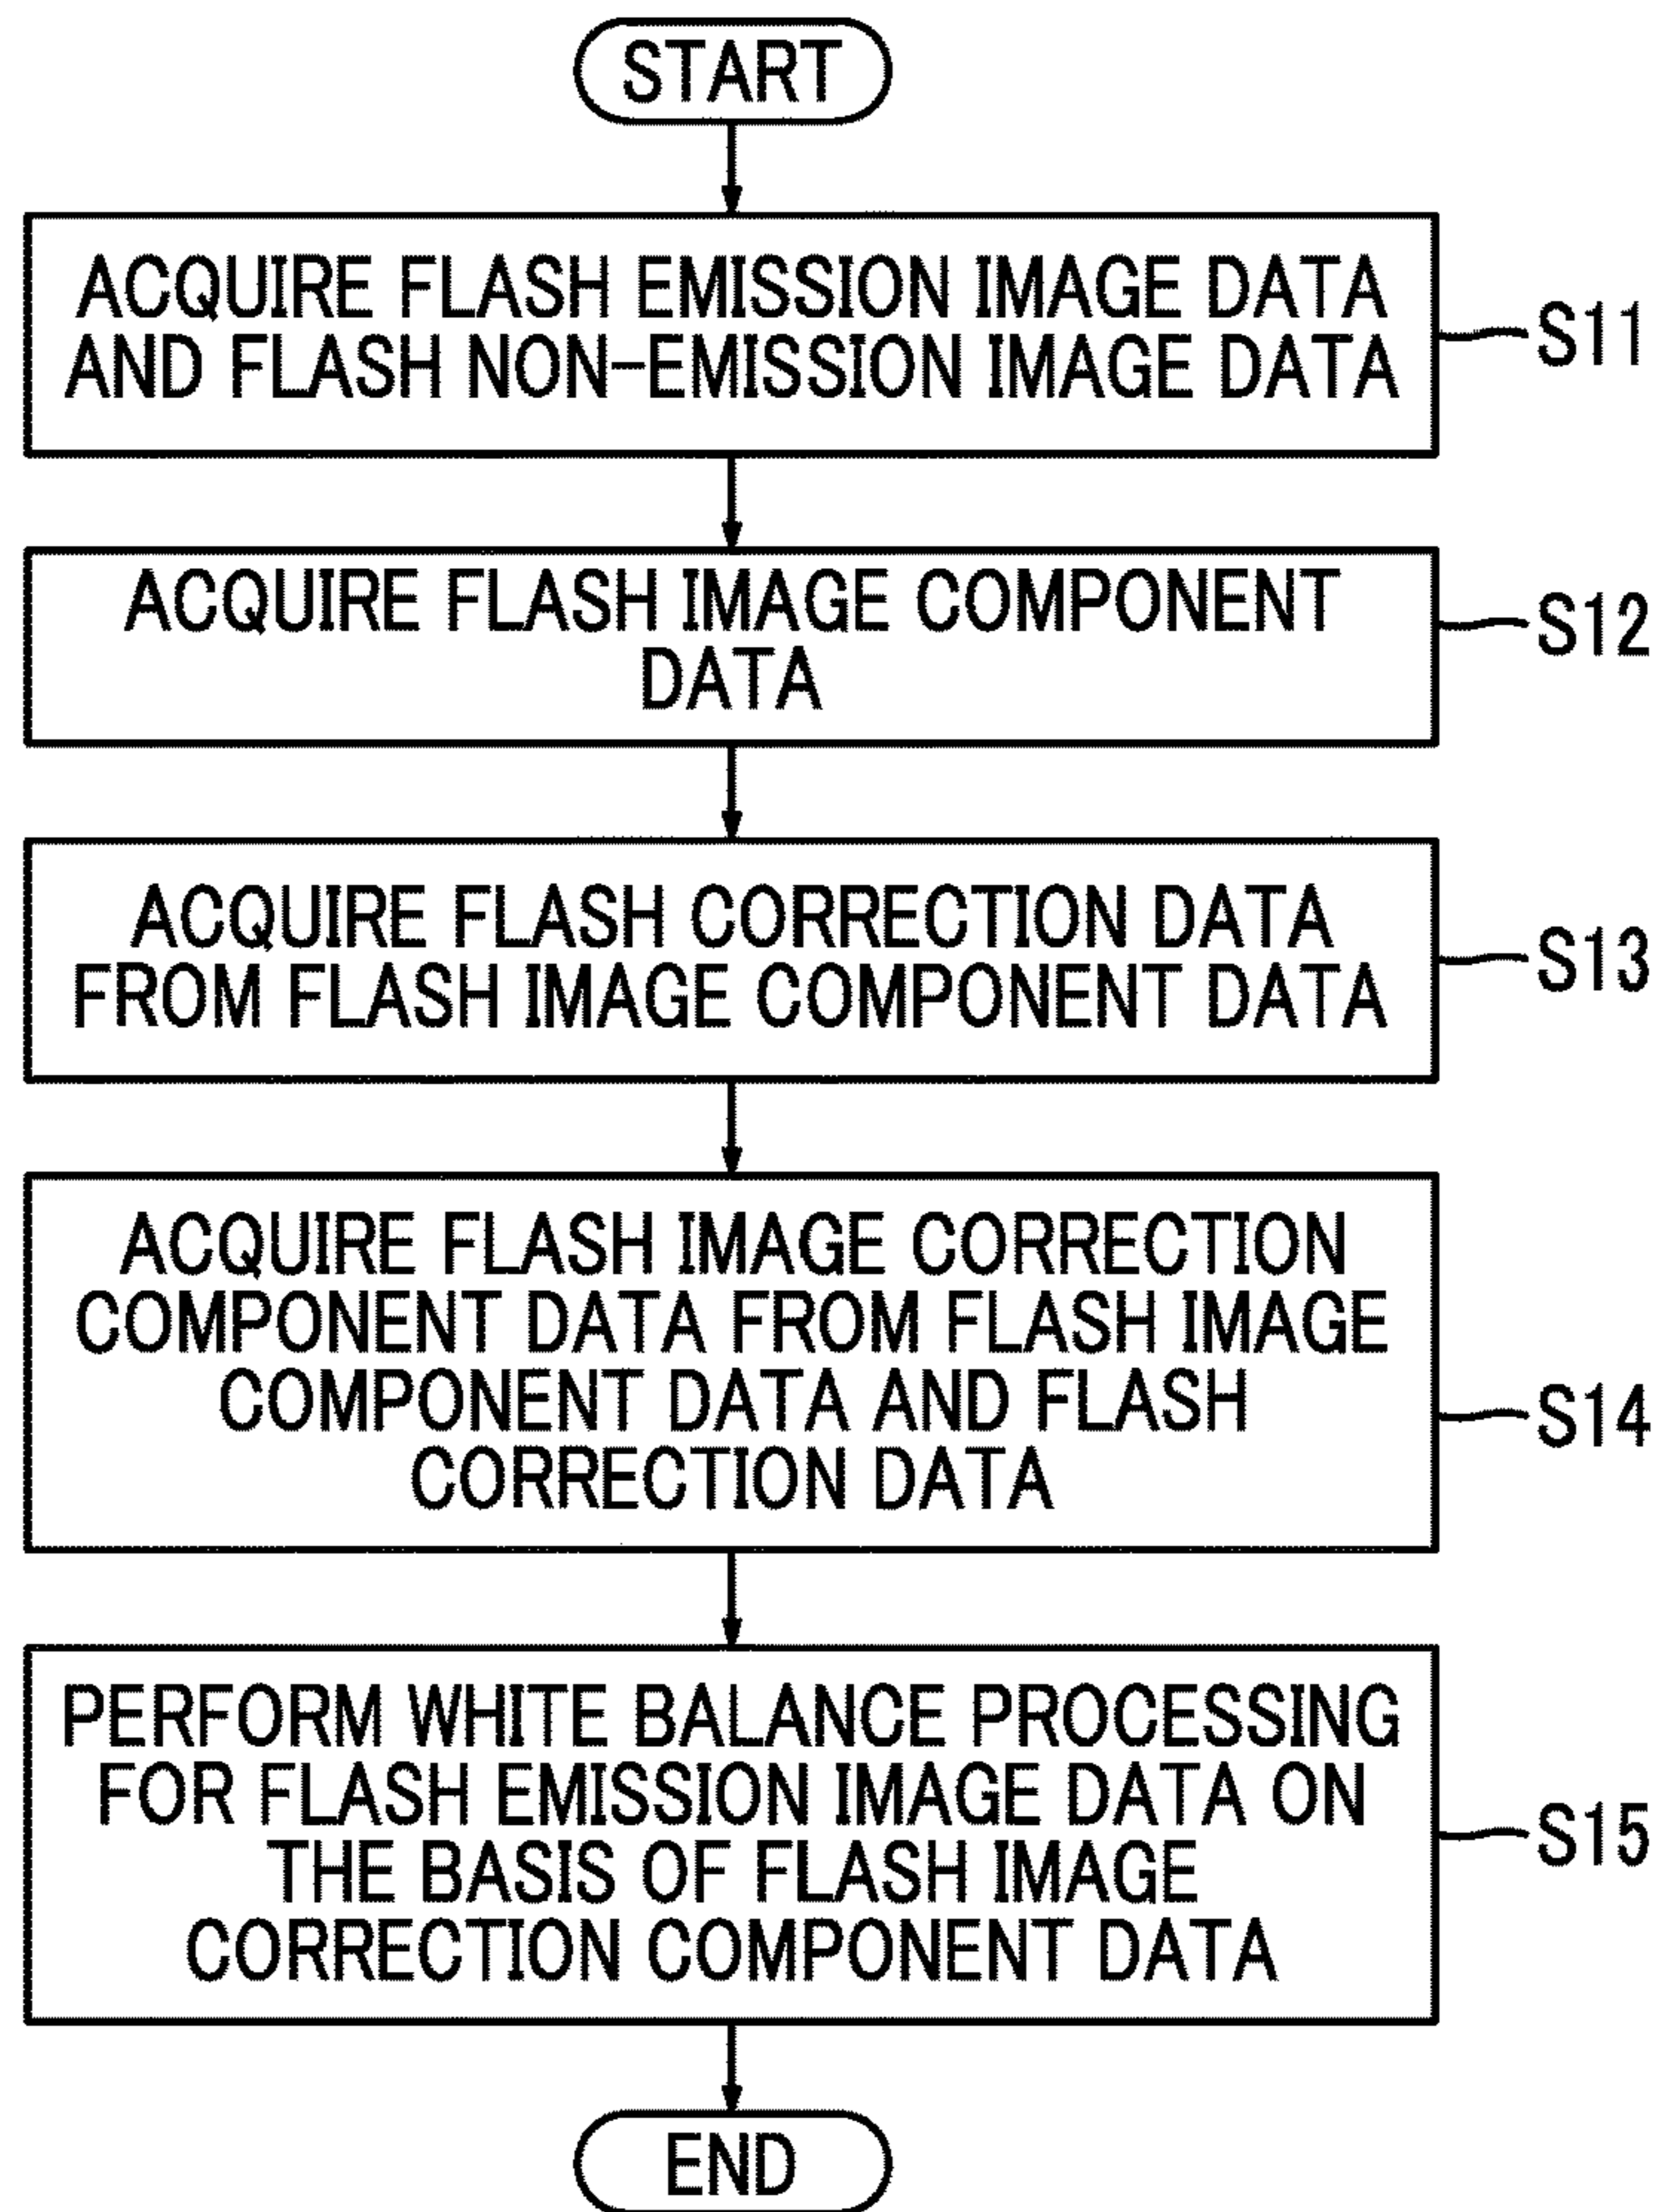 START
ACQUIRE FLASH EMISSION IMAGE DATA
AND FLASH NON-EMISSION IMAGE DATA
S11
ACQUIRE FLASH IMAGE COMPONENT
DATA
S12
ACQUIRE FLASH CORRECTION DATA
FROM FLASH IMAGE COMPONENT DATA
S13
ACQUIRE FLASH IMAGE CORRECTION
COMPONENT DATA FROM FLASH IMAGE
COMPONENT DATA AND FLASH
CORRECTION DATA
S14
PERFORM WHITE BALANCE PROCESSING
FOR FLASH EMISSION IMAGE DATA ON
THE BASIS OF FLASH IMAGE
CORRECTION COMPONENT DATA
S15
END